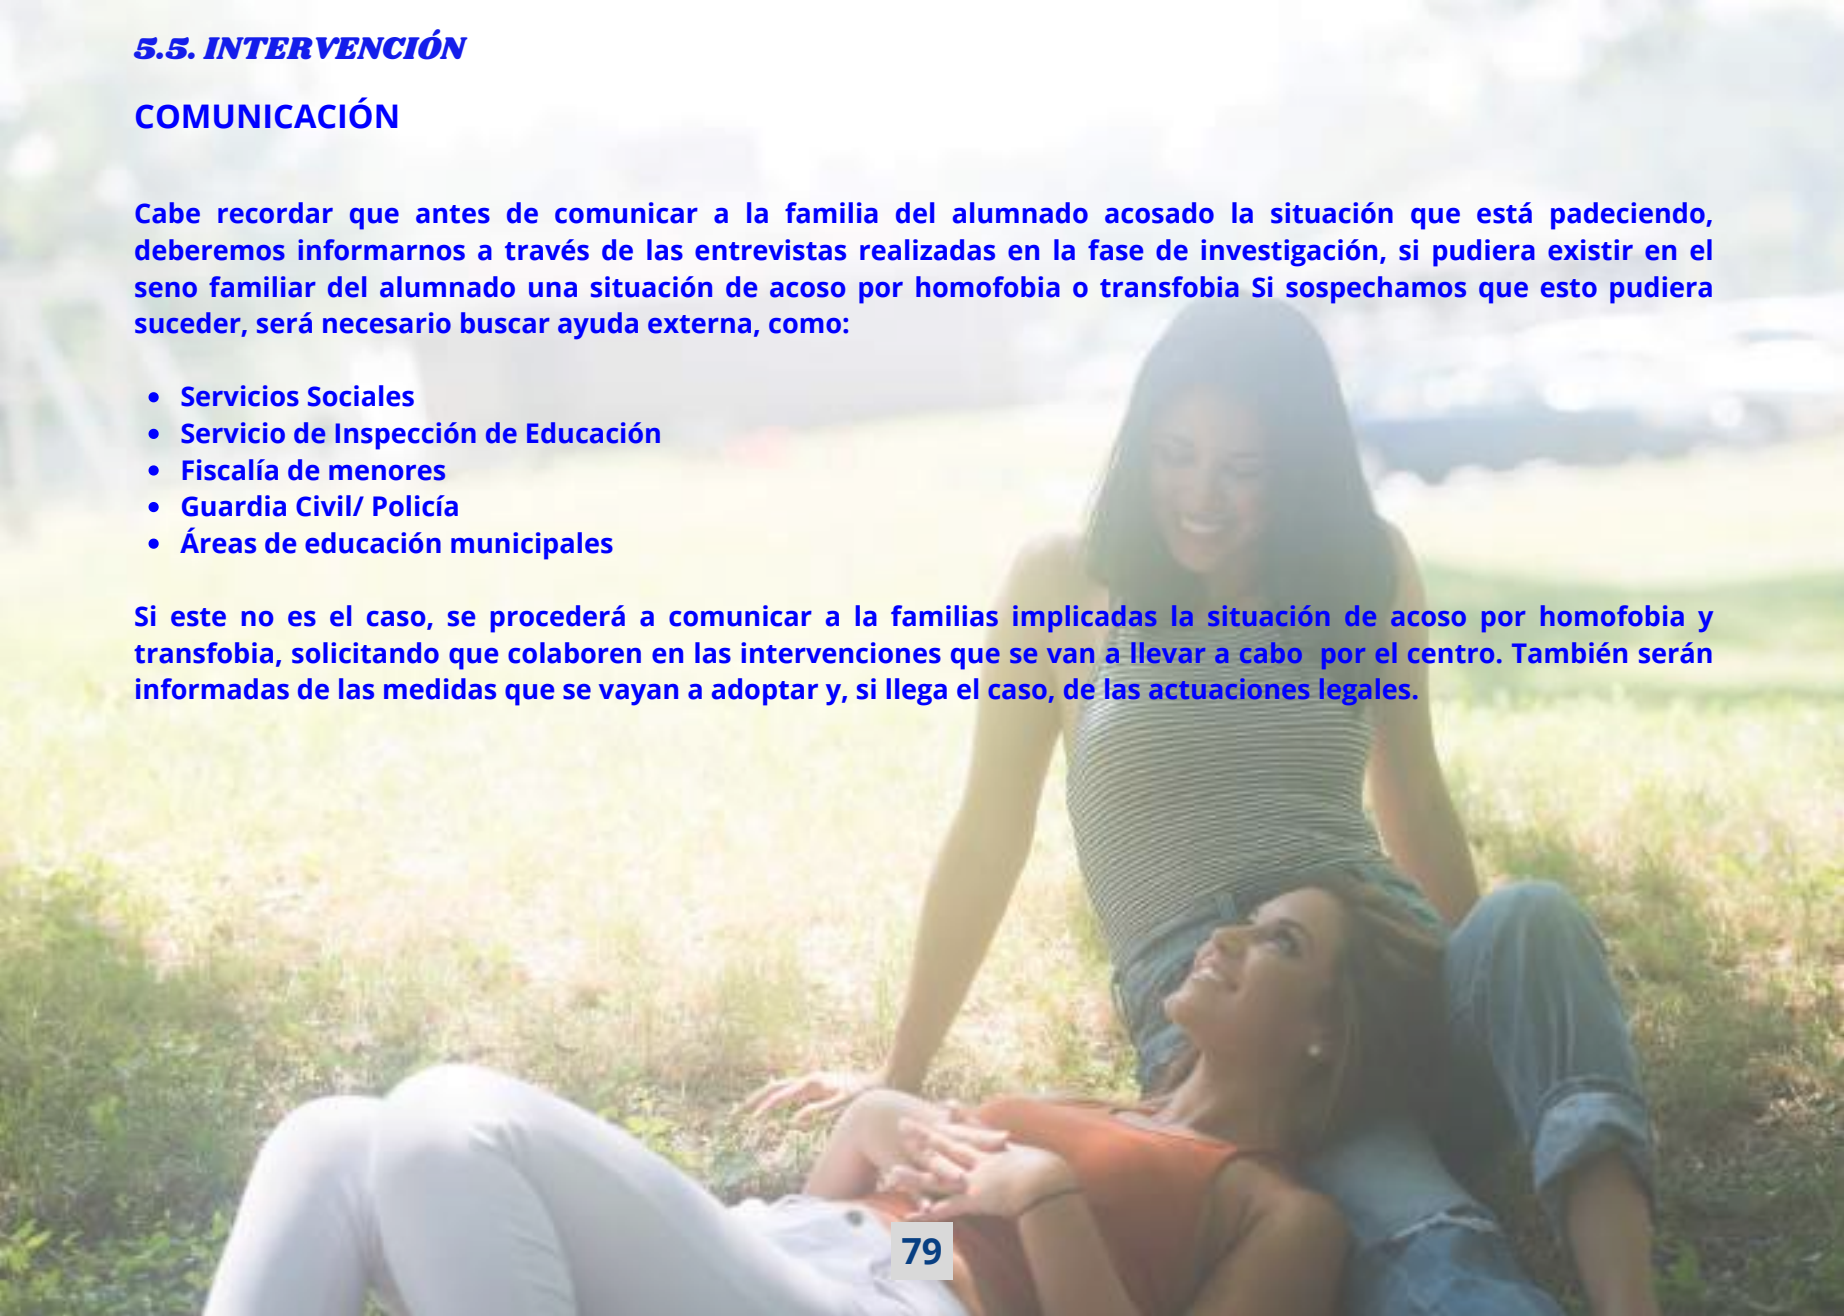 5.5. INTERVENCIÓN
COMUNICACIÓN
Cabe recordar que antes de comunicar a la familia del alumnado acosado la situación que está padeciendo,
deberemos informarnos a través de las entrevistas realizadas en la fase de investigación, si pudiera existir en el
seno familiar del alumnado una situación de acoso por homofobia o transfobia Si sospechamos que esto pudiera
suceder, será necesario buscar ayuda externa, como:
• Servicios Sociales
• Servicio de Inspección de Educación
• Fiscalía de menores
• Guardia Civil/ Policía
• Áreas de educación municipales
Si este no es el caso, se procederá a comunicar a la familias implicadas la situación de acoso por homofobia y
transfobia, solicitando que colaboren en las intervenciones que se van a llevar a cabo por el centro. También serán
informadas de las medidas que se vayan a adoptar y, si llega el caso, de las actuaciones legales.
79